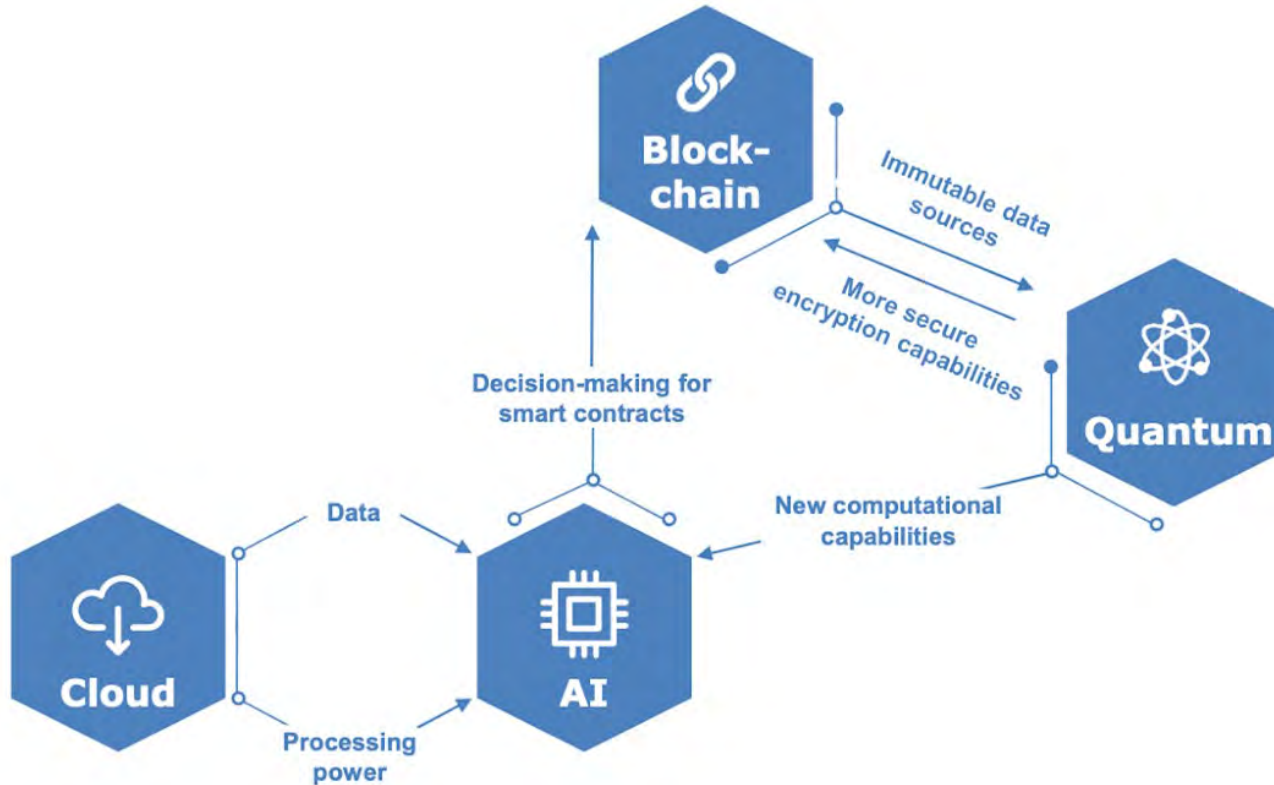 Block-
chain
Immutable data
sources
More secure
encryption capabilities
Quantum
Decision-making for
smart contracts
New computational
capabilities
Data
Cloud
AI
Processing
power